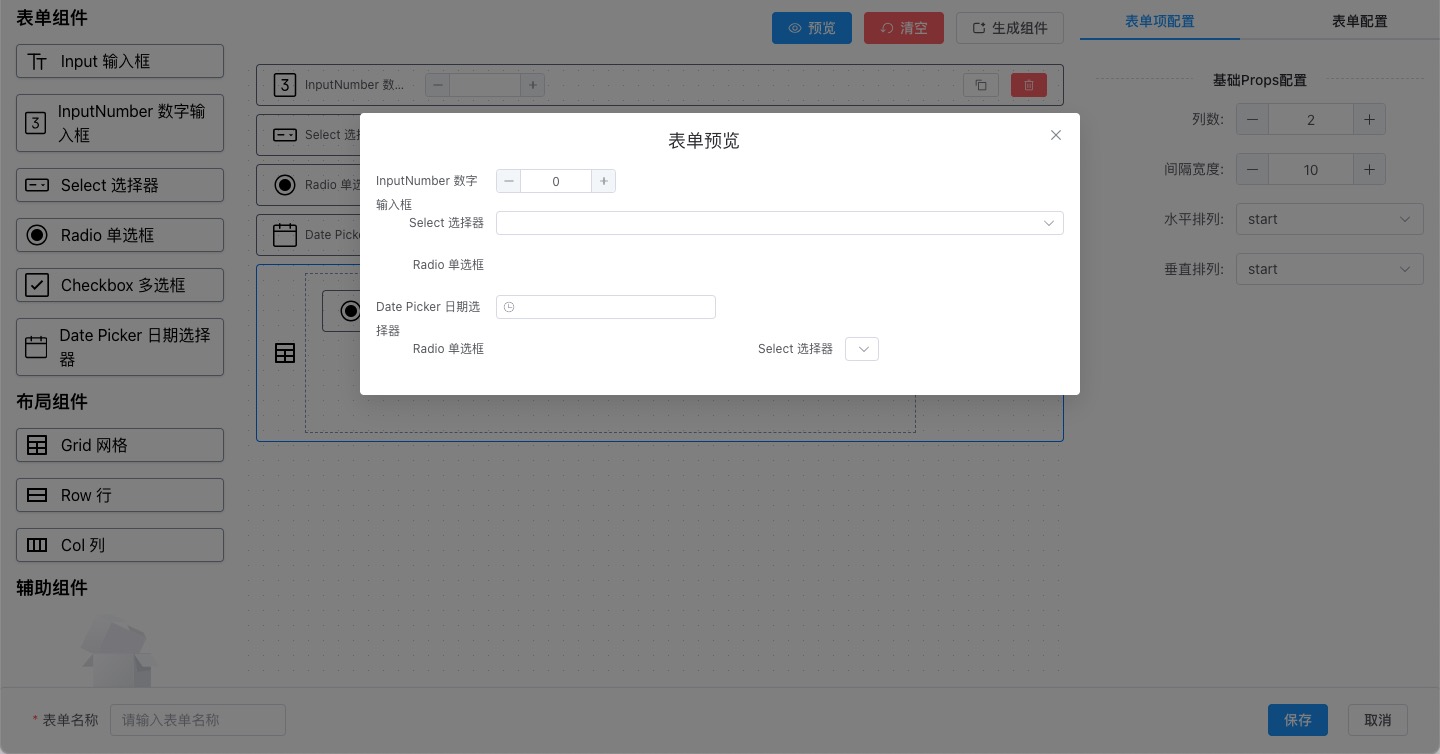 表单组件
Input 输入框
InputNumber 数字输
入框
Select 选择器
Radio 单选框
Checkbox 多选框
Date Picker 日期选择
器
布局组件
Grid 网格
Row 行
Col 列
辅助组件
预览
清空
生成组件
InputNumber 数...
Select 选
Radio 单选
Date Picke
表单预览
InputNumber 数字
输入框
0
Select 选择器
Radio 单选框
Date Picker 日期选
择器
Radio 单选框
Select 选择器
表单项配置
表单配置
基础Props配置
列数:
2
间隔宽度:
10
水平排列:
start
垂直排列:
start
* 表单名称
请输入表单名称
保存
取消